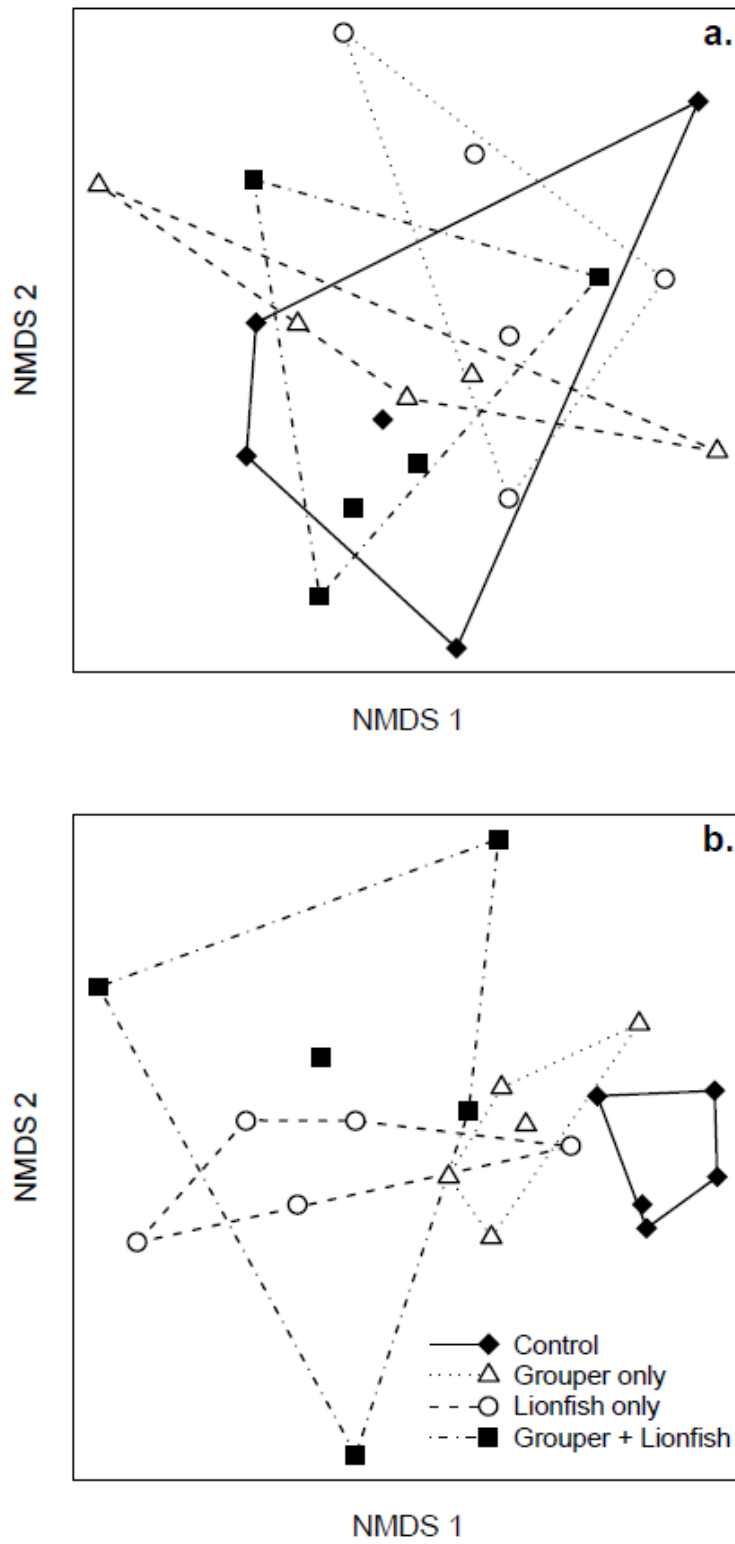 a.
NMDS 2
NMDS 1
b.
NMDS 2
Control
Grouper only
Lionfish only
Grouper + Lionfish
NMDS 1